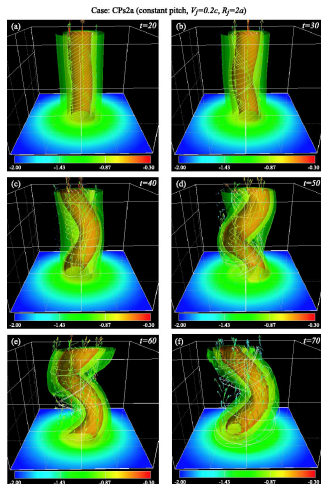 Case: CPs2a (constant pitch, Vj=0.2c, Rj=2a)
(a) t=20
(b) t=30
-2.00 -1.43 -0.87 -0.30
-2.00 -1.43 -0.87 -0.30
(c) t=40
(d) t=50
-2.00 -1.43 -0.87 -0.30
-2.00 -1.43 -0.87 -0.30
(e) t=60
(f) t=70
-2.00 -1.43 -0.87 -0.30
-2.00 -1.43 -0.87 -0.30